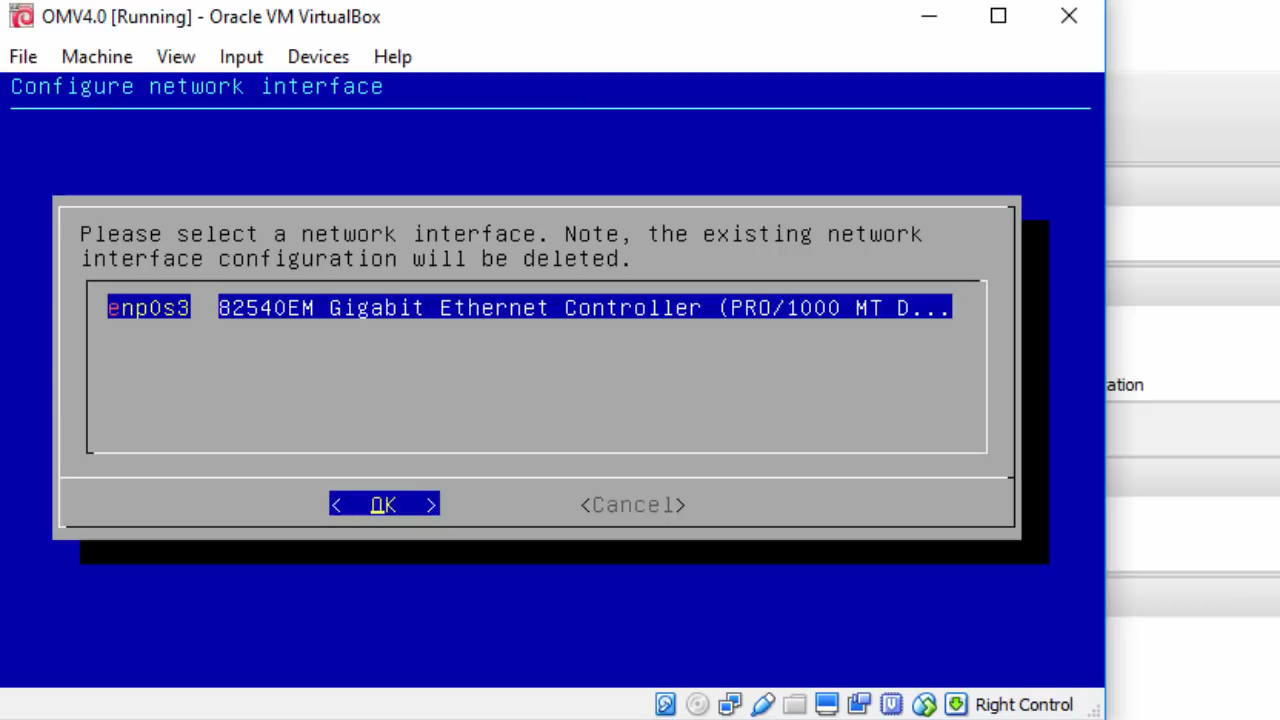 OMV4.0 [Running] - Oracle VM VirtualBox
File Machine View Input Devices Help
Configure network interface
Please select a network interface. Note, the existing network
interface configuration will be deleted.
enp0s3 82540EM Gigabit Ethernet Controller (PRO/1000 MT D...
ation
< OK > <Cancel>
Right Control